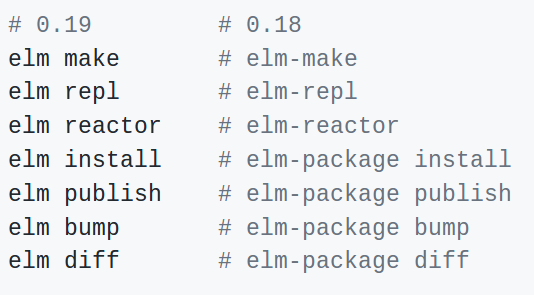 # 0.19         # 0.18
elm make       # elm-make
elm repl       # elm-repl
elm reactor    # elm-reactor
elm install    # elm-package install
elm publish    # elm-package publish
elm bump       # elm-package bump
elm diff       # elm-package diff